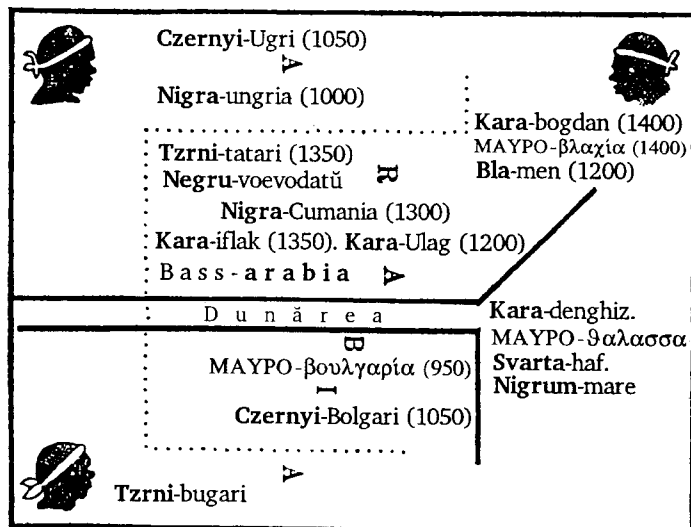 Czernyi-Ugri (1050)
A
Nigra-ungria (1000)
Kara-bogdan (1400)
ΜΑΥΡΟ-βλαχία (1400)
Bla-men (1200)
Tzrni-tatari (1350)
Negru-voevodatŭ
R
Nigra-Cumania (1300)
Kara-iflak (1350). Kara-Ulag (1200)
Bass-arabia
A
Dunărea
Kara-denghiz.
ΜΑΥΡΟ-ϑαλασσα
Svarta-haf.
Nigrum-mare
B
ΜΑΥΡΟ-βουλγαρία (950)
I
Czernyi-Bolgari (1050)
A
Tzrni-bugari